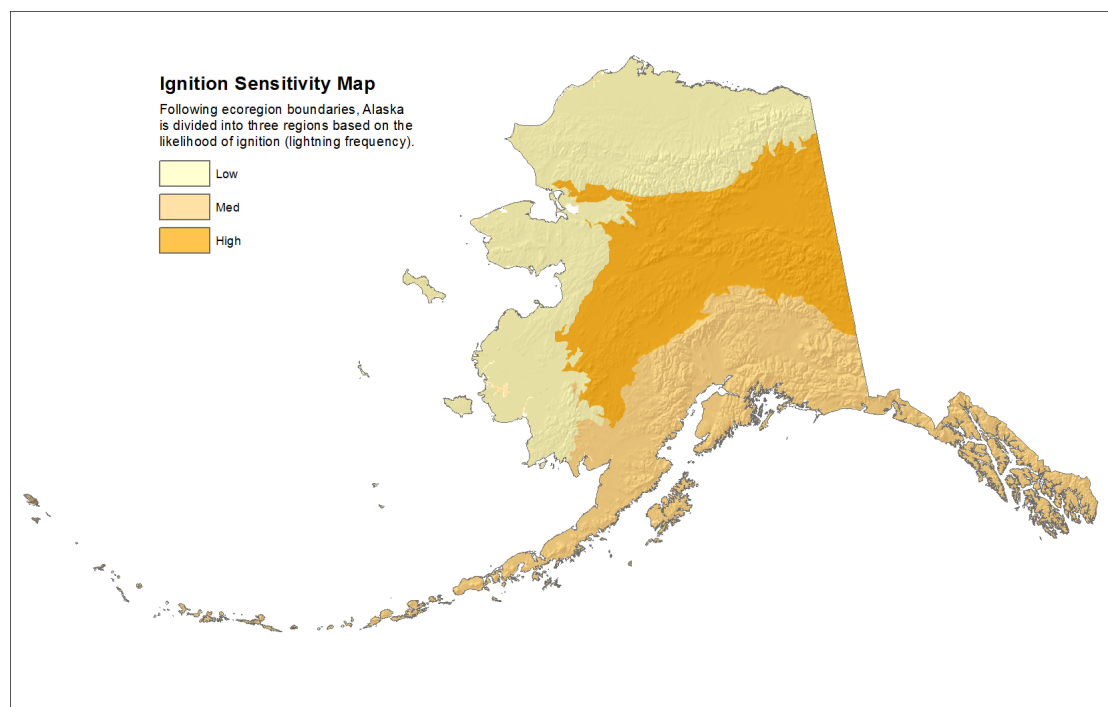 Ignition Sensitivity Map
Following ecoregion boundaries, Alaska
is divided into three regions based on the
likelihood of ignition (lightning frequency).
Low
Med
High